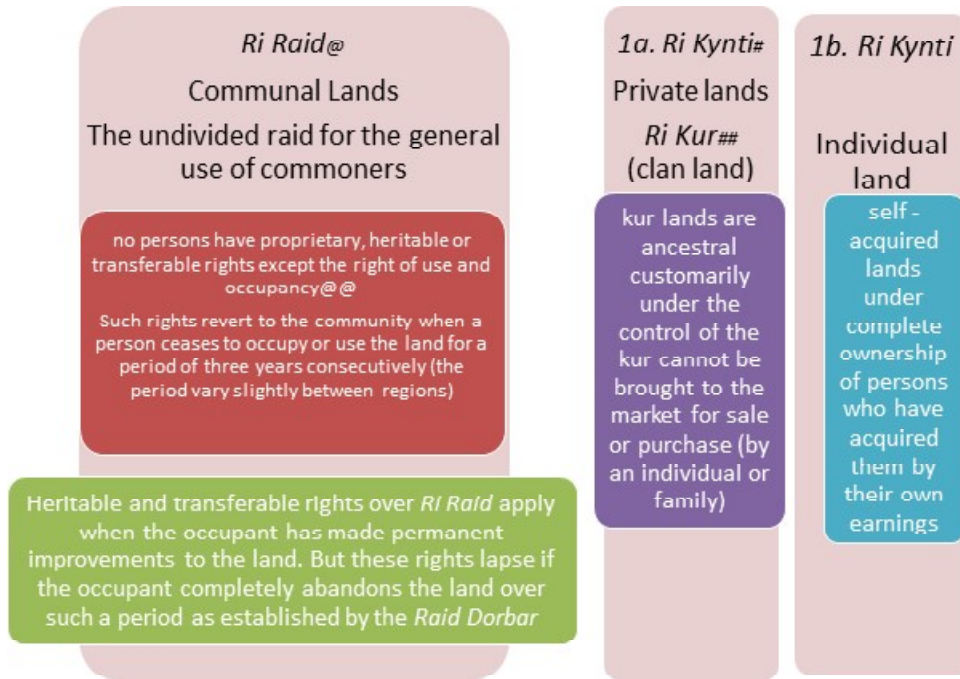 Ri Raid@
Communal Lands
The undivided raid for the general
use of commoners
no persons have proprietary, heritable or
transferable rights except the right of use and
occupancy@@
Such rights revert to the community when a
person ceases to occupy or use the land for a
period of three years consecutively (the
period vary slightly between regions)
Heritable and transferable rights over Ri Raid apply
when the occupant has made permanent
improvements to the land. But these rights lapse if
the occupant completely abandons the land over
such a period as established by the Raid Dorbar
1a. Ri Kynti#
Private lands
Ri Kur##
(clan land)
kur lands are
ancestral
customarily
under the
control of the
kur cannot be
brought to the
market for sale
or purchase (by
an individual or
family)
1b. Ri Kynti
Individual
land
self -
acquired
lands
under
complete
ownership
of persons
who have
acquired
them by
their own
earnings